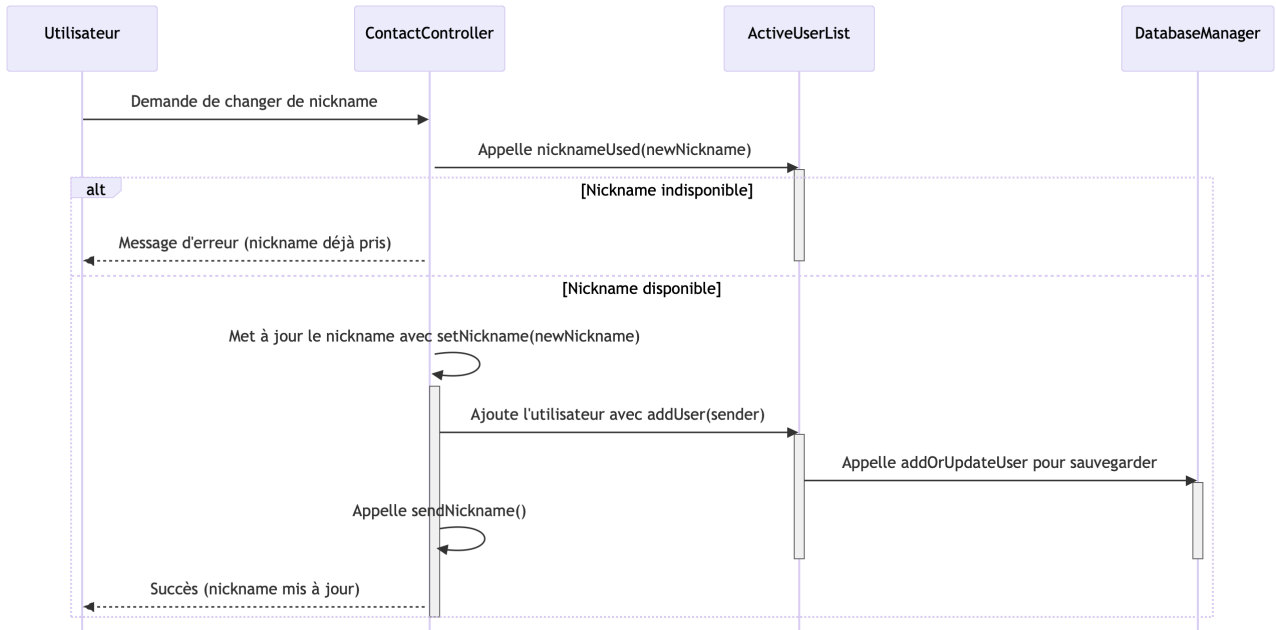 Utilisateur
ContactController
ActiveUserList
DatabaseManager
Demande de changer de nickname
Appelle nicknameUsed(newNickname)
alt
[Nickname indisponible]
Message d'erreur (nickname déjà pris)
[Nickname disponible]
Met à jour le nickname avec setNickname(newNickname)
Ajoute l'utilisateur avec addUser(sender)
Appelle addOrUpdateUser pour sauvegarder
Appelle sendNickname()
Succès (nickname mis à jour)